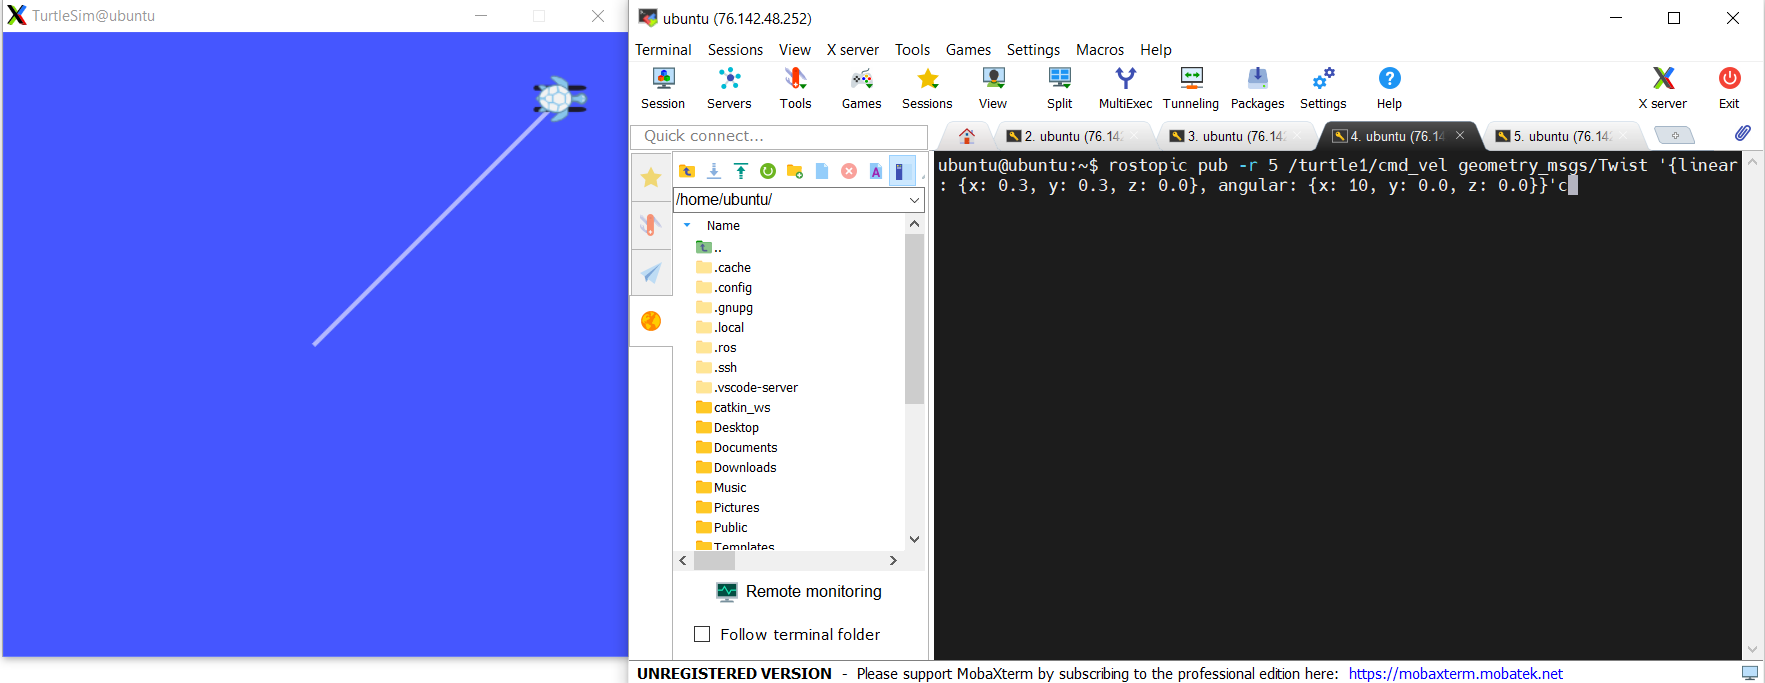 TurtleSim@ubuntu
ubuntu (76.142.48.252)
Terminal Sessions View X server Tools Games Settings Macros Help
Session Servers Tools Games Sessions View Split MultiExec Tunneling Packages Settings Help X server Exit
Quick connect...
2. ubuntu (76.142 3. ubuntu (76.142 4. ubuntu (76.14 5. ubuntu (76.142
/home/ubuntu/
Name
..
.cache
.config
.gnupg
.local
.ros
.ssh
.vscode-server
catkin_ws
Desktop
Documents
Downloads
Music
Pictures
Public
Templates
Remote monitoring
Follow terminal folder
ubuntu@ubuntu:~$ rostopic pub -r 5 /turtle1/cmd_vel geometry_msgs/Twist '{linear
: {x: 0.3, y: 0.3, z: 0.0}, angular: {x: 10, y: 0.0, z: 0.0}}'c
UNREGISTERED VERSION - Please support MobaXterm by subscribing to the professional edition here: https://mobaxterm.mobatek.net